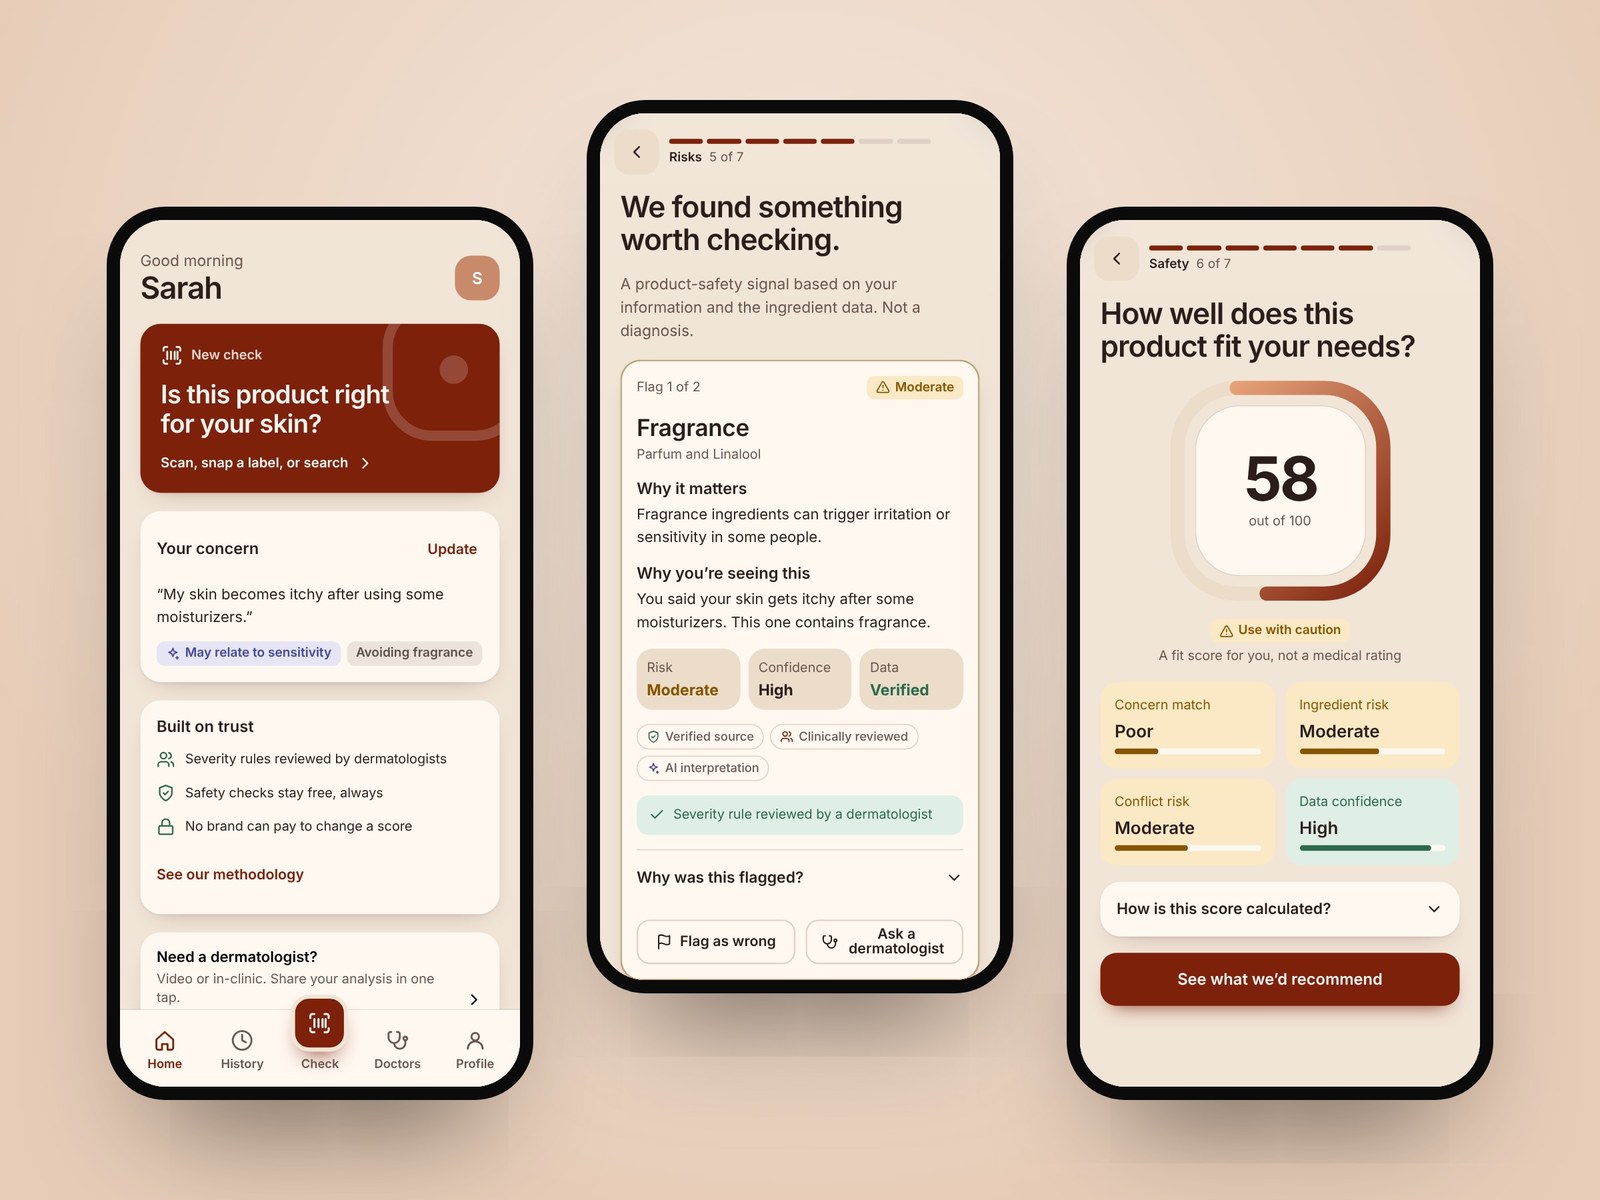 Good morning
Sarah
S
New check
Is this product right
for your skin?
Scan, snap a label, or search
Your concern
Update
“My skin becomes itchy after using some
moisturizers.”
May relate to sensitivity
Avoiding fragrance
Built on trust
Severity rules reviewed by dermatologists
Safety checks stay free, always
No brand can pay to change a score
See our methodology
Need a dermatologist?
Video or in-clinic. Share your analysis in one
tap.
Home
History
Check
Doctors
Profile
Risks 5 of 7
We found something
worth checking.
A product-safety signal based on your
information and the ingredient data. Not a
diagnosis.
Flag 1 of 2
Moderate
Fragrance
Parfum and Linalool
Why it matters
Fragrance ingredients can trigger irritation or
sensitivity in some people.
Why you’re seeing this
You said your skin gets itchy after some
moisturizers. This one contains fragrance.
Risk
Moderate
Confidence
High
Data
Verified
Verified source
Clinically reviewed
AI interpretation
Severity rule reviewed by a dermatologist
Why was this flagged?
Flag as wrong
Ask a
dermatologist
Safety 6 of 7
How well does this
product fit your needs?
58
out of 100
Use with caution
A fit score for you, not a medical rating
Concern match
Poor
Ingredient risk
Moderate
Conflict risk
Moderate
Data confidence
High
How is this score calculated?
See what we’d recommend